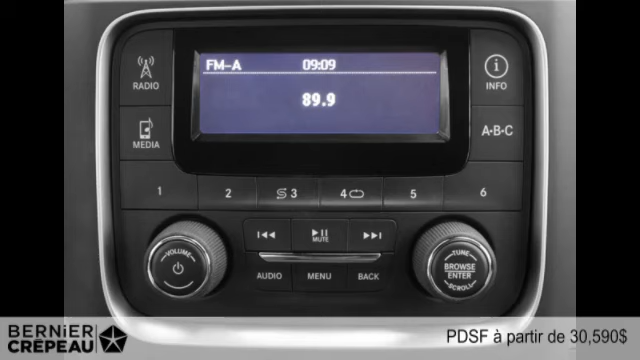 FM-A 09:09
89.9
RADIO
INFO
MEDIA
A•B•C
1 2 3 4 5 6
MUTE
VOLUME
AUDIO MENU BACK
TUNE
BROWSE
ENTER
SCROLL
BERNIER
CRÉPEAU
PDSF à partir de 30,590$